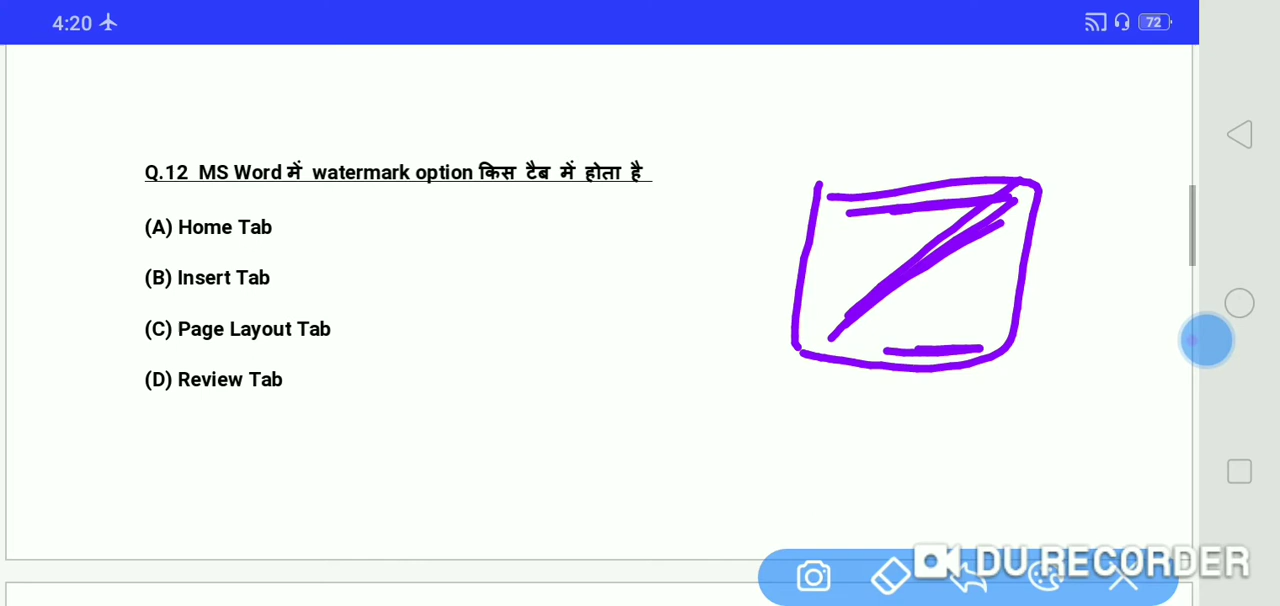 4:20
72
Q.12 MS Word में watermark option किस टैब में होता है
(A) Home Tab
(B) Insert Tab
(C) Page Layout Tab
(D) Review Tab
DU RECORDER